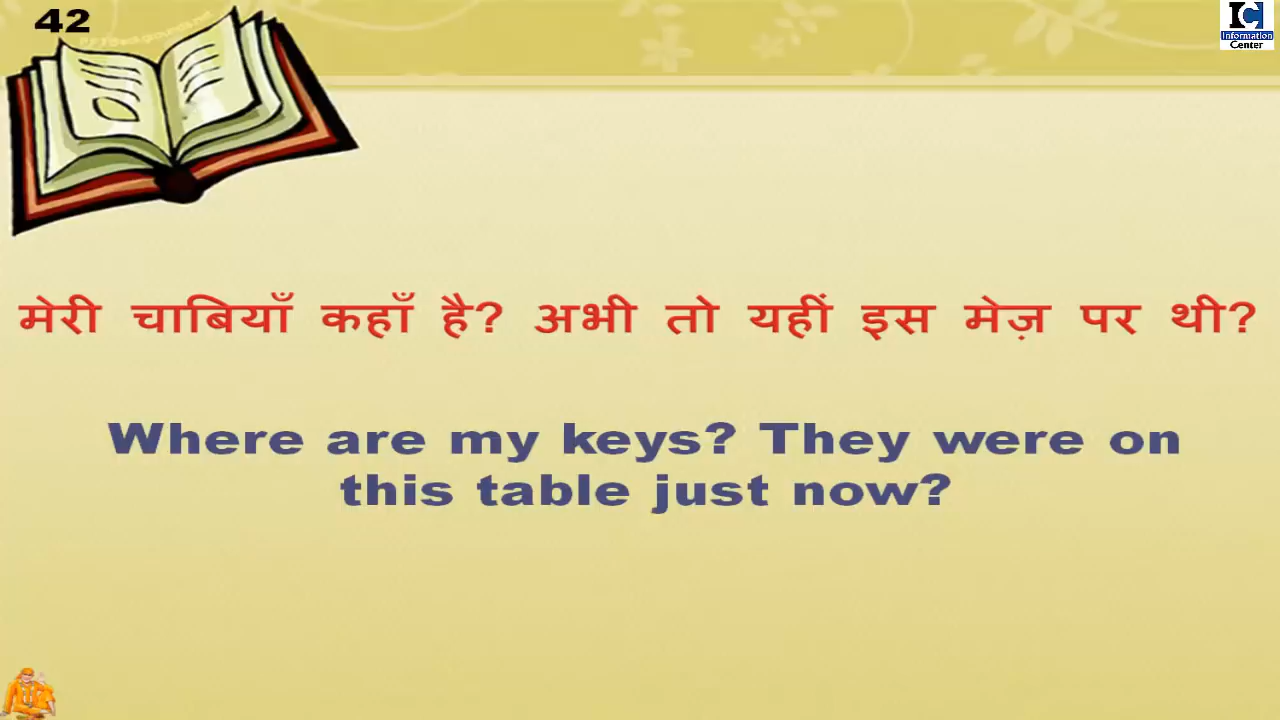 42
मेरी चाबियाँ कहाँ है? अभी तो यहीं इस मेज़ पर थी?
Where are my keys? They were on
this table just now?
IC
Information
Center